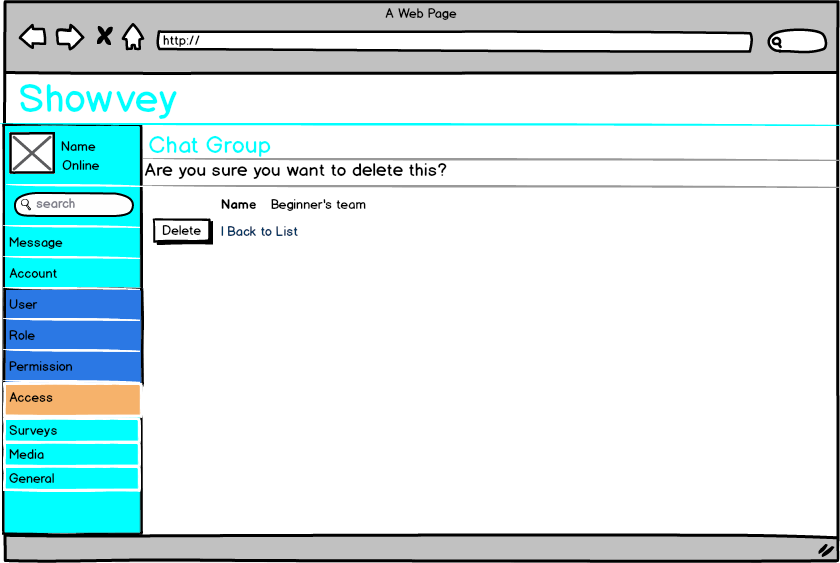 A Web Page
http://
Showvey
Name
Online
search
Message
Account
User
Role
Permission
Access
Surveys
Media
General
Chat Group
Are you sure you want to delete this?
Name Beginner's team
Delete | Back to List